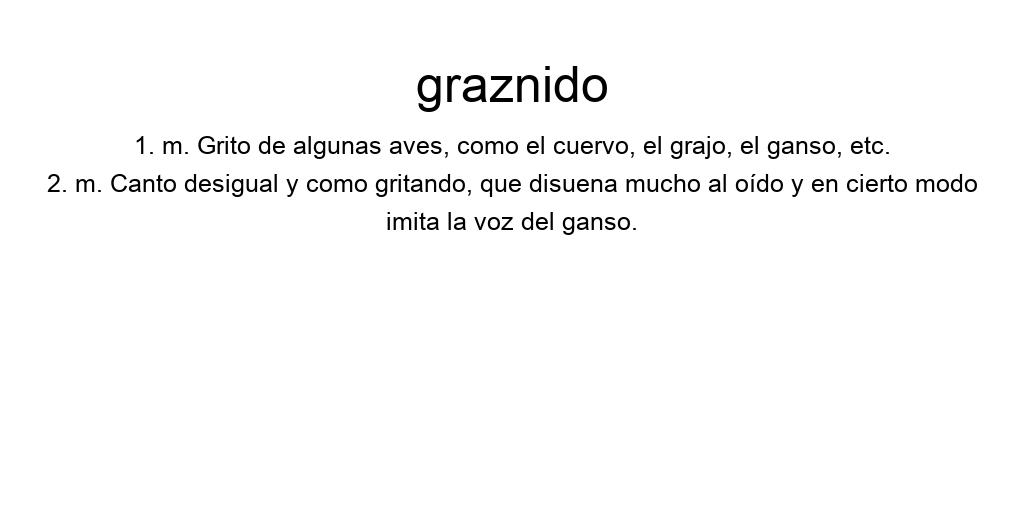 graznido
1. m. Grito de algunas aves, como el cuervo, el grajo, el ganso, etc.
2. m. Canto desigual y como gritando, que disuena mucho al oído y en cierto modo
imita la voz del ganso.